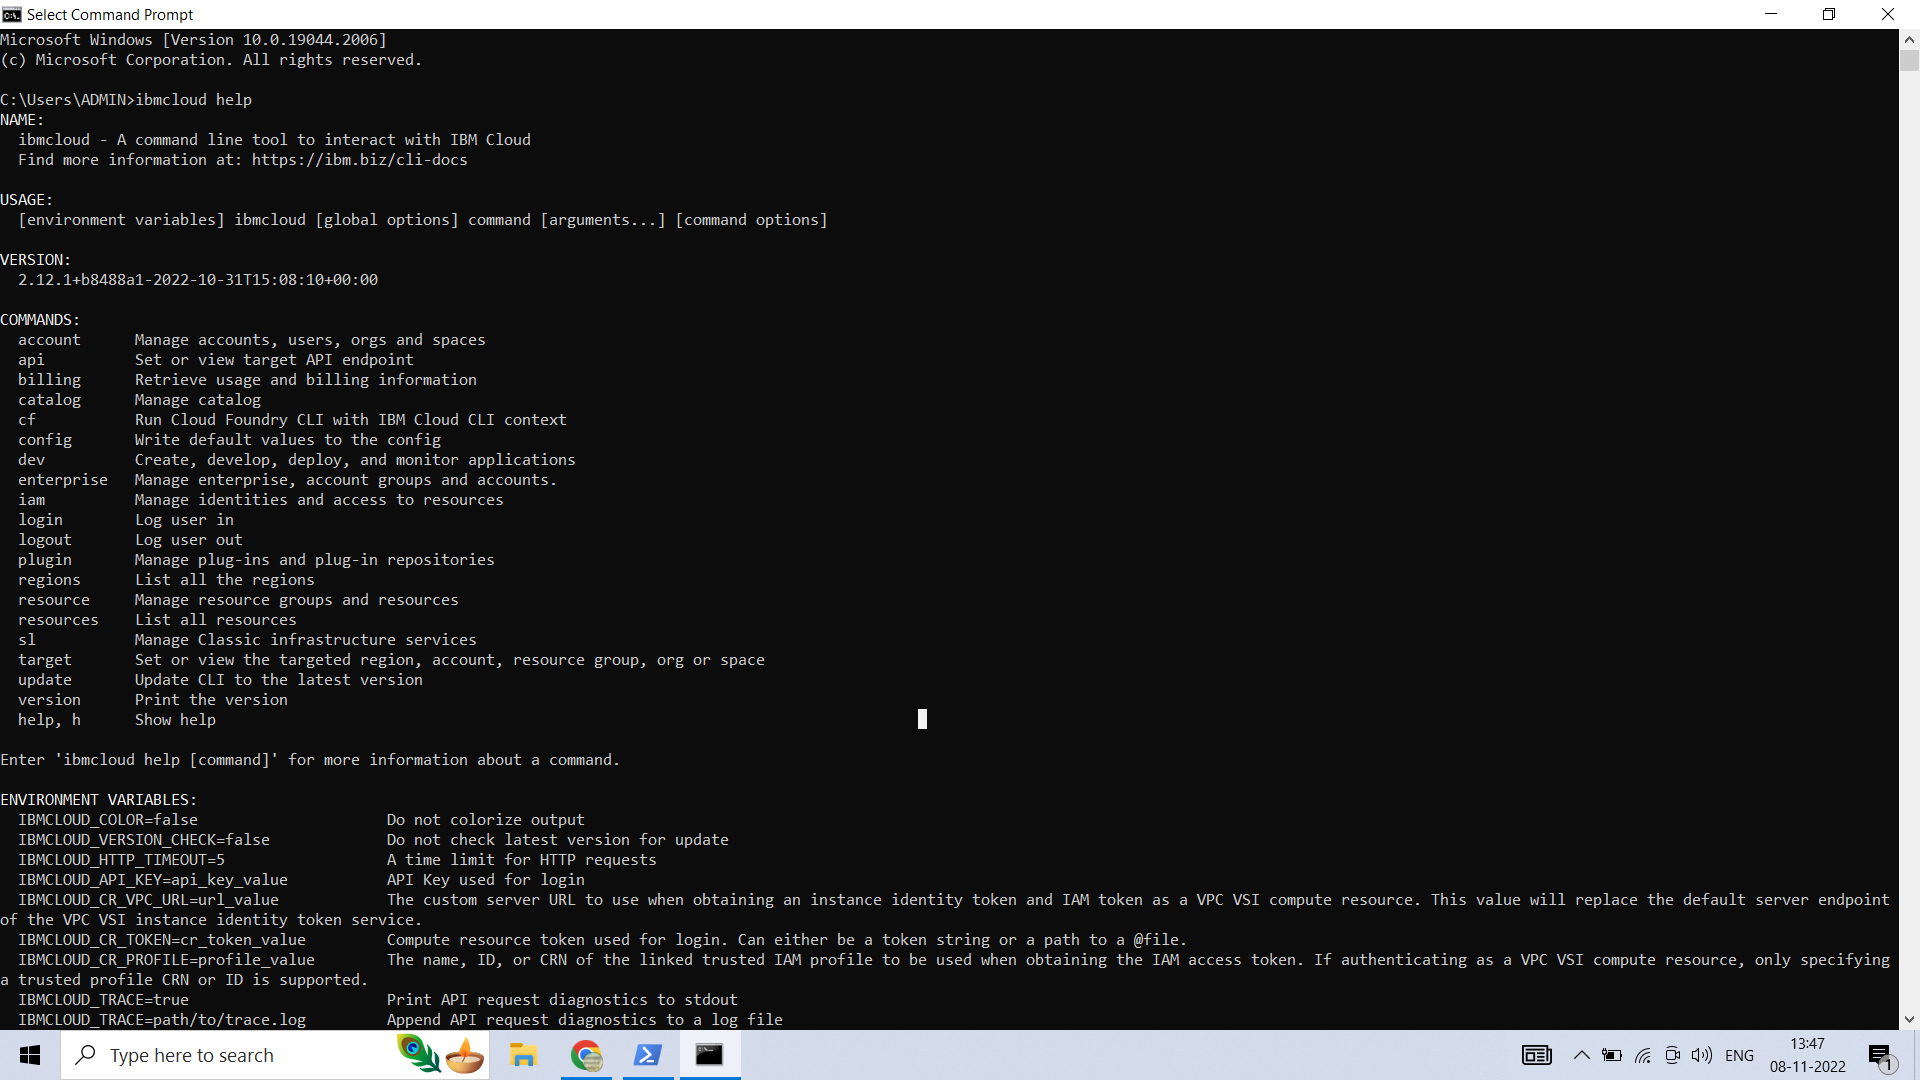 Select Command Prompt
Microsoft Windows [Version 10.0.19044.2006]
(c) Microsoft Corporation. All rights reserved.
C:\Users\ADMIN>ibmcloud help
NAME:
ibmcloud - A command line tool to interact with IBM Cloud
Find more information at: https://ibm.biz/cli-docs
USAGE:
[environment variables] ibmcloud [global options] command [arguments...] [command options]
VERSION:
2.12.1+b8488a1-2022-10-31T15:08:10+00:00
COMMANDS:
account Manage accounts, users, orgs and spaces
api Set or view target API endpoint
billing Retrieve usage and billing information
catalog Manage catalog
cf Run Cloud Foundry CLI with IBM Cloud CLI context
config Write default values to the config
dev Create, develop, deploy, and monitor applications
enterprise Manage enterprise, account groups and accounts.
iam Manage identities and access to resources
login Log user in
logout Log user out
plugin Manage plug-ins and plug-in repositories
regions List all the regions
resource Manage resource groups and resources
resources List all resources
sl Manage Classic infrastructure services
target Set or view the targeted region, account, resource group, org or space
update Update CLI to the latest version
version Print the version
help, h Show help
Enter 'ibmcloud help [command]' for more information about a command.
ENVIRONMENT VARIABLES:
IBMCLOUD_COLOR=false Do not colorize output
IBMCLOUD_VERSION_CHECK=false Do not check latest version for update
IBMCLOUD_HTTP_TIMEOUT=5 A time limit for HTTP requests
IBMCLOUD_API_KEY=api_key_value API Key used for login
IBMCLOUD_CR_VPC_URL=url_value The custom server URL to use when obtaining an instance identity token and IAM token as a VPC VSI compute resource. This value will replace the default server endpoint
of the VPC VSI instance identity token service.
IBMCLOUD_CR_TOKEN=cr_token_value Compute resource token used for login. Can either be a token string or a path to a @file.
IBMCLOUD_CR_PROFILE=profile_value The name, ID, or CRN of the linked trusted IAM profile to be used when obtaining the IAM access token. If authenticating as a VPC VSI compute resource, only specifying
a trusted profile CRN or ID is supported.
IBMCLOUD_TRACE=true Print API request diagnostics to stdout
IBMCLOUD_TRACE=path/to/trace.log Append API request diagnostics to a log file
Type here to search
ENG
13:47
08-11-2022
1